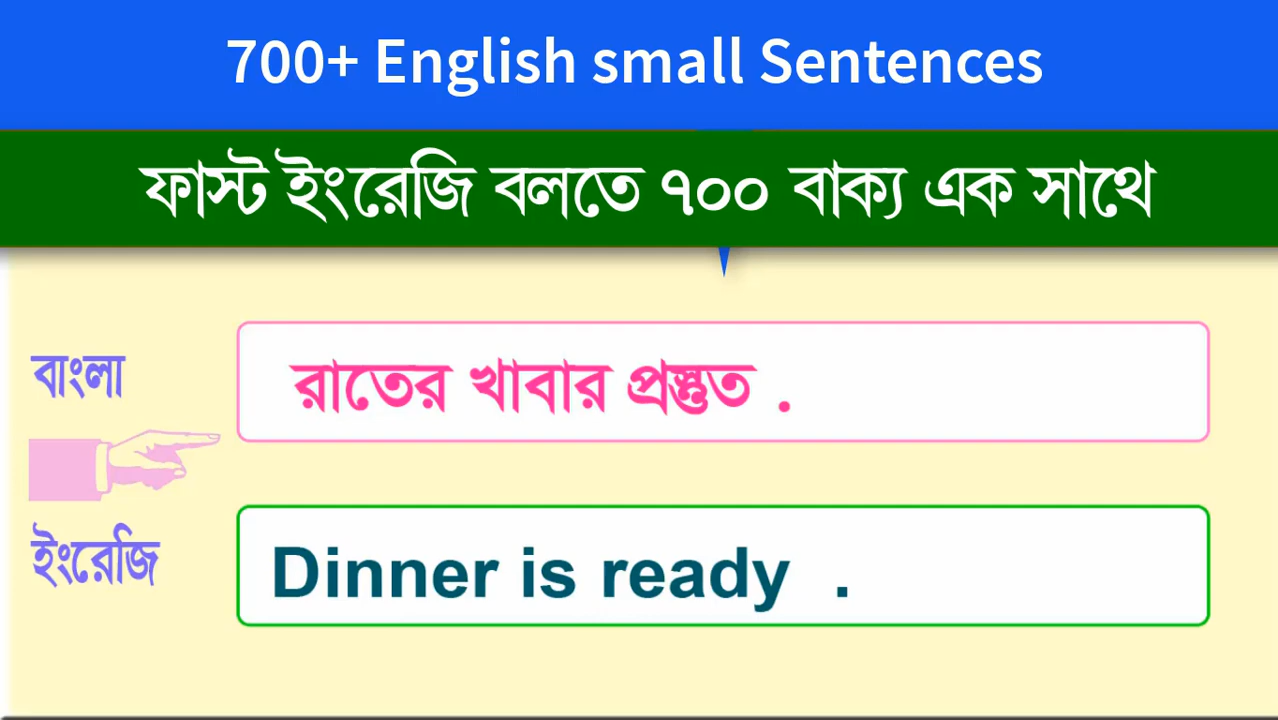 700+ English small Sentences
ফাস্ট ইংরেজি বলতে ৭০০ বাক্য এক সাথে
বাংলা
রাতের খাবার প্রস্তুত .
ইংরেজি
Dinner is ready .